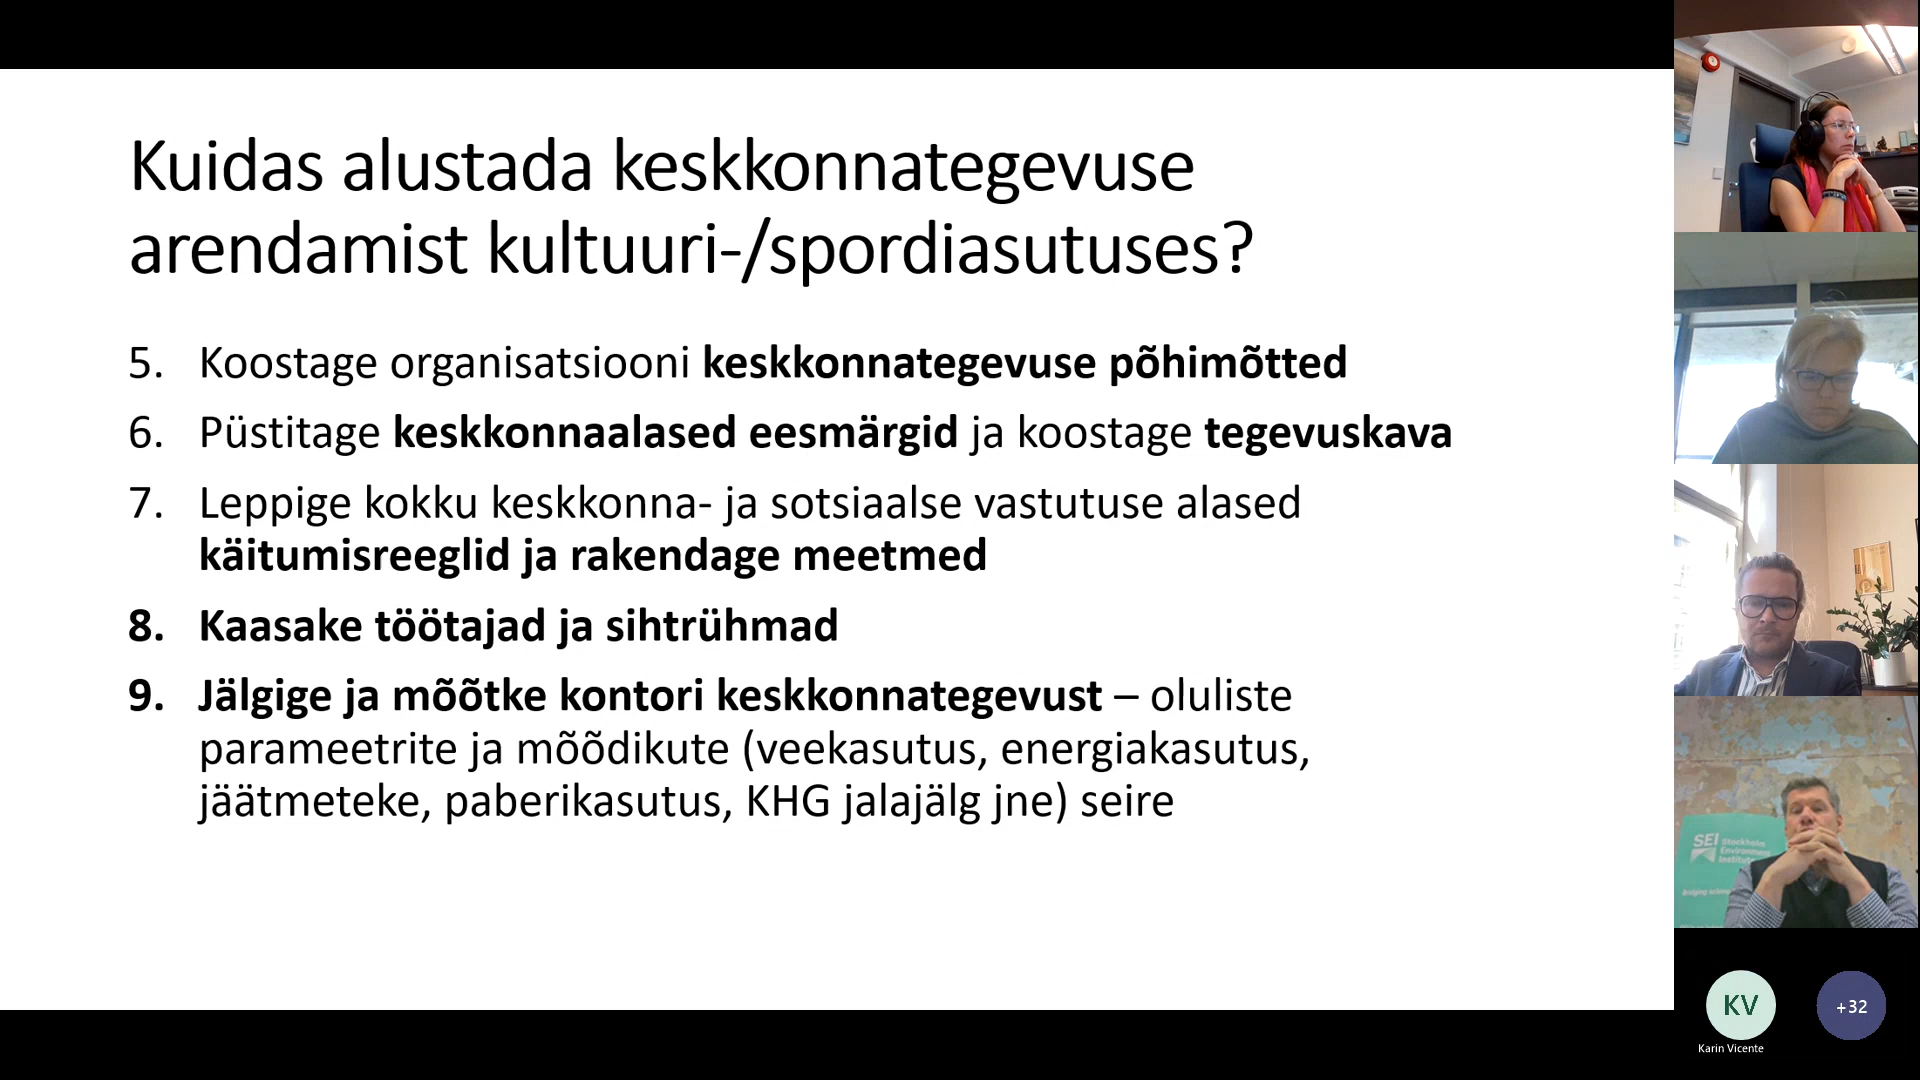 Kuidas alustada keskkonnategevuse
arendamist kultuuri-/spordiasutuses?
5. Koostage organisatsiooni keskkonnategevuse põhimõtted
6. Püstitage keskkonnaalased eesmärgid ja koostage tegevuskava
7. Leppige kokku keskkonna- ja sotsiaalse vastutuse alased
käitumisreeglid ja rakendage meetmed
8. Kaasake töötajad ja sihtrühmad
9. Jälgige ja mõõtke kontori keskkonnategevust – oluliste
parameetrite ja mõõdikute (veekasutus, energiakasutus,
jäätmeteke, paberikasutus, KHG jalajälg jne) seire
SEI Stockholm
Environment
Institute
KV
+32
Karin Vicente